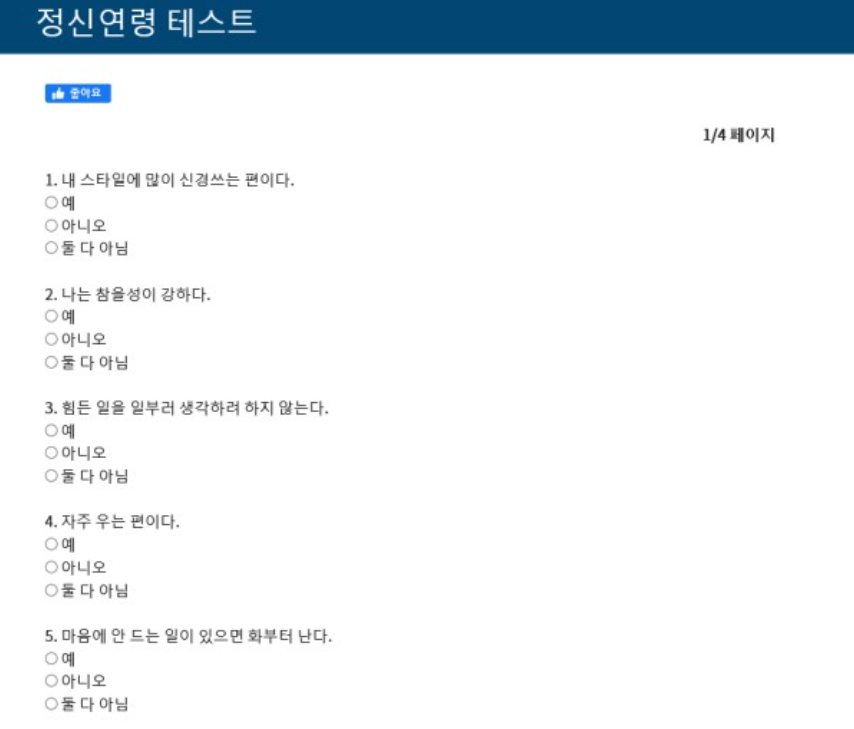 정신연령 테스트
좋아요
1/4 페이지
1. 내 스타일에 많이 신경쓰는 편이다.
예
아니오
둘 다 아님
2. 나는 참을성이 강하다.
예
아니오
둘 다 아님
3. 힘든 일을 일부러 생각하려 하지 않는다.
예
아니오
둘 다 아님
4. 자주 우는 편이다.
예
아니오
둘 다 아님
5. 마음에 안 드는 일이 있으면 화부터 난다.
예
아니오
둘 다 아님